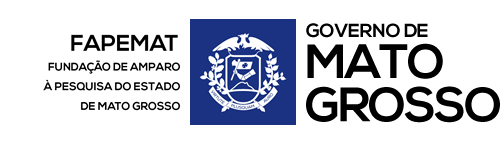 FAPEMAT
FUNDAÇÃO DE AMPARO
À PESQUISA DO ESTADO
DE MATO GROSSO
GOVERNO DE
MATO
GROSSO